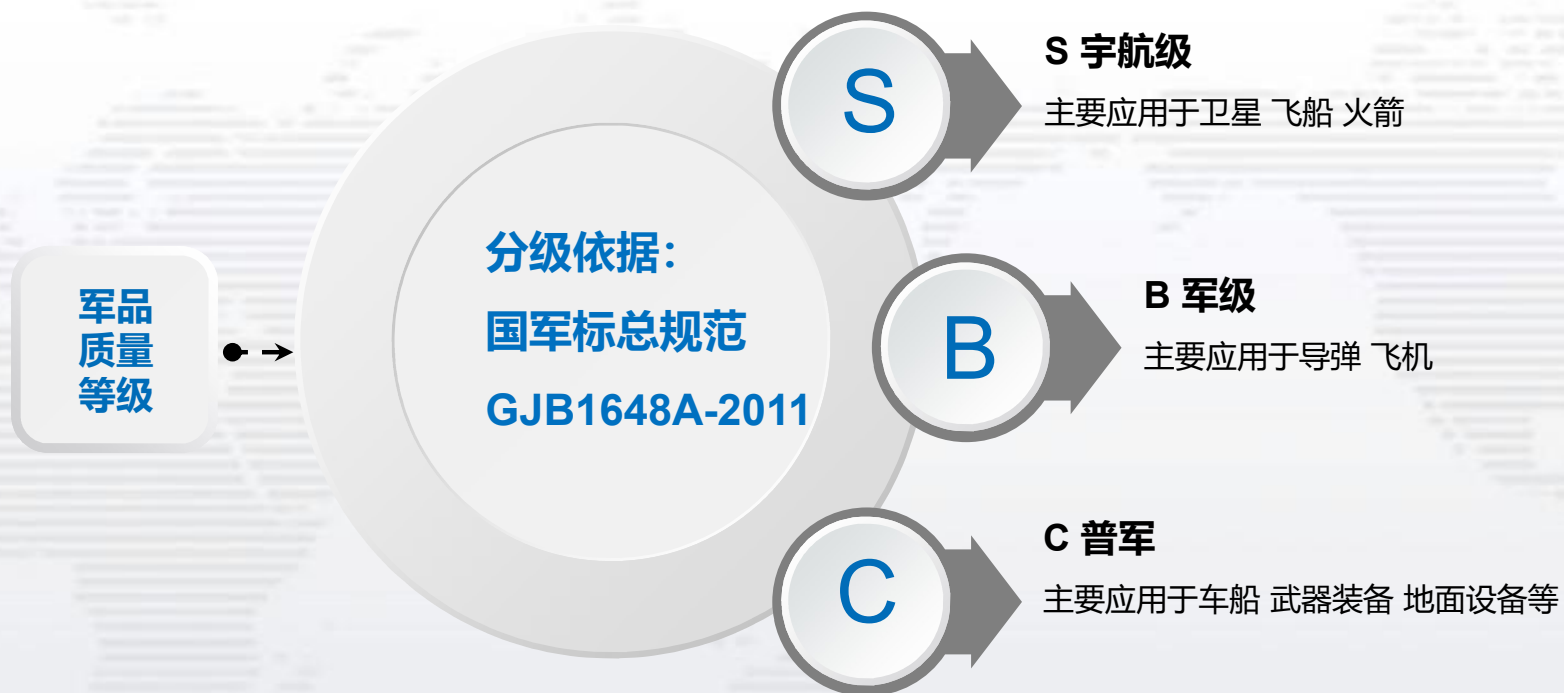 军品
质量
等级
分级依据：
国军标总规范
GJB1648A-2011
S
S 宇航级
主要应用于卫星 飞船 火箭
B
B 军级
主要应用于导弹 飞机
C
C 普军
主要应用于车船 武器装备 地面设备等